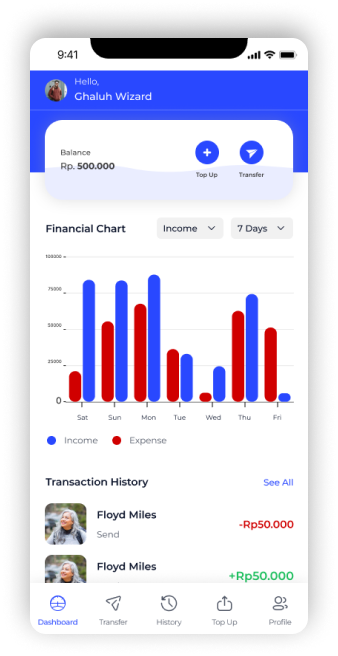 9:41
Hello,
Ghaluh Wizard
Balance
Rp. 500.000
Top Up
Transfer
Financial Chart
Income
7 Days
100000
75000
50000
25000
0
Sat
Sun
Mon
Tue
Wed
Thu
Fri
Income
Expense
Transaction History
See All
Floyd Miles
Send
-Rp50.000
Floyd Miles
+Rp50.000
Dashboard
Transfer
History
Top Up
Profile